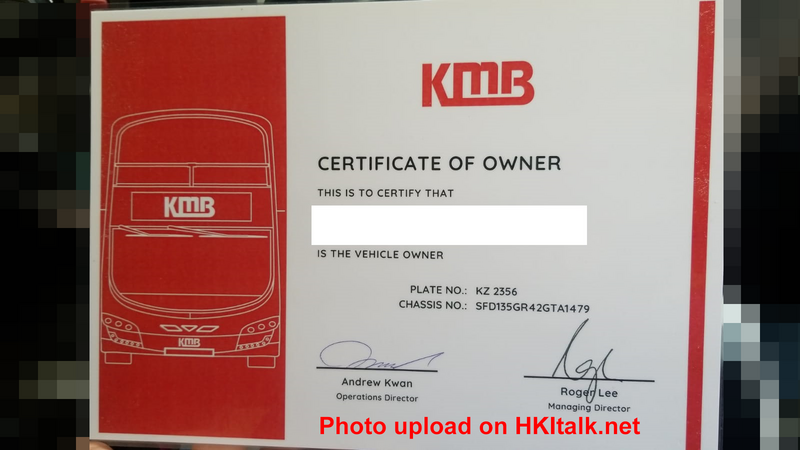 KMB
CERTIFICATE OF OWNER
THIS IS TO CERTIFY THAT
IS THE VEHICLE OWNER
PLATE NO.: KZ 2356
CHASSIS NO.: SFD135GR42GTA1479
Andrew Kwan
Operations Director
Roger Lee
Managing Director
KMB
KMB
Photo upload on HKItalk.net